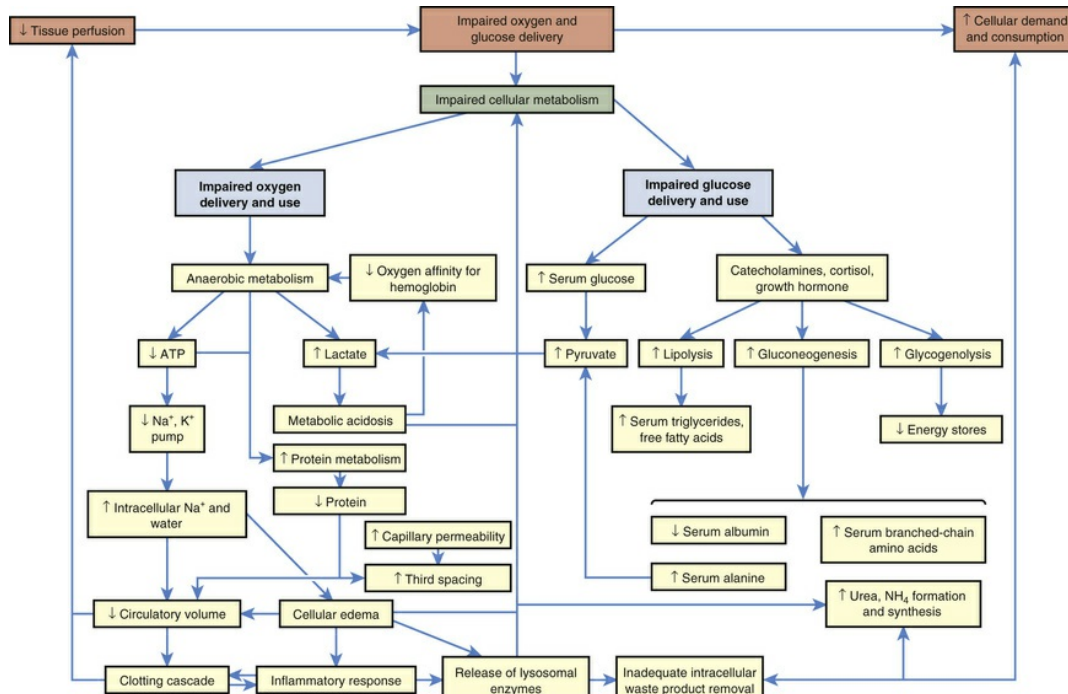 ↓ Tissue perfusion
Impaired oxygen and
glucose delivery
↑ Cellular demand
and consumption
Impaired cellular metabolism
Impaired oxygen
delivery and use
Impaired glucose
delivery and use
Anaerobic metabolism
↓ Oxygen affinity for
hemoglobin
↑ Serum glucose
Catecholamines, cortisol,
growth hormone
↓ ATP
↑ Lactate
↑ Pyruvate
↑ Lipolysis
↑ Gluconeogenesis
↑ Glycogenolysis
↓ Na⁺, K⁺
pump
Metabolic acidosis
↑ Serum triglycerides,
free fatty acids
↓ Energy stores
↑ Protein metabolism
↑ Intracellular Na⁺ and
water
↓ Protein
↑ Capillary permeability
↓ Serum albumin
↑ Serum branched-chain
amino acids
↑ Third spacing
↑ Serum alanine
↓ Circulatory volume
Cellular edema
↑ Urea, NH₄ formation
and synthesis
Clotting cascade
Inflammatory response
Release of lysosomal
enzymes
Inadequate intracellular
waste product removal